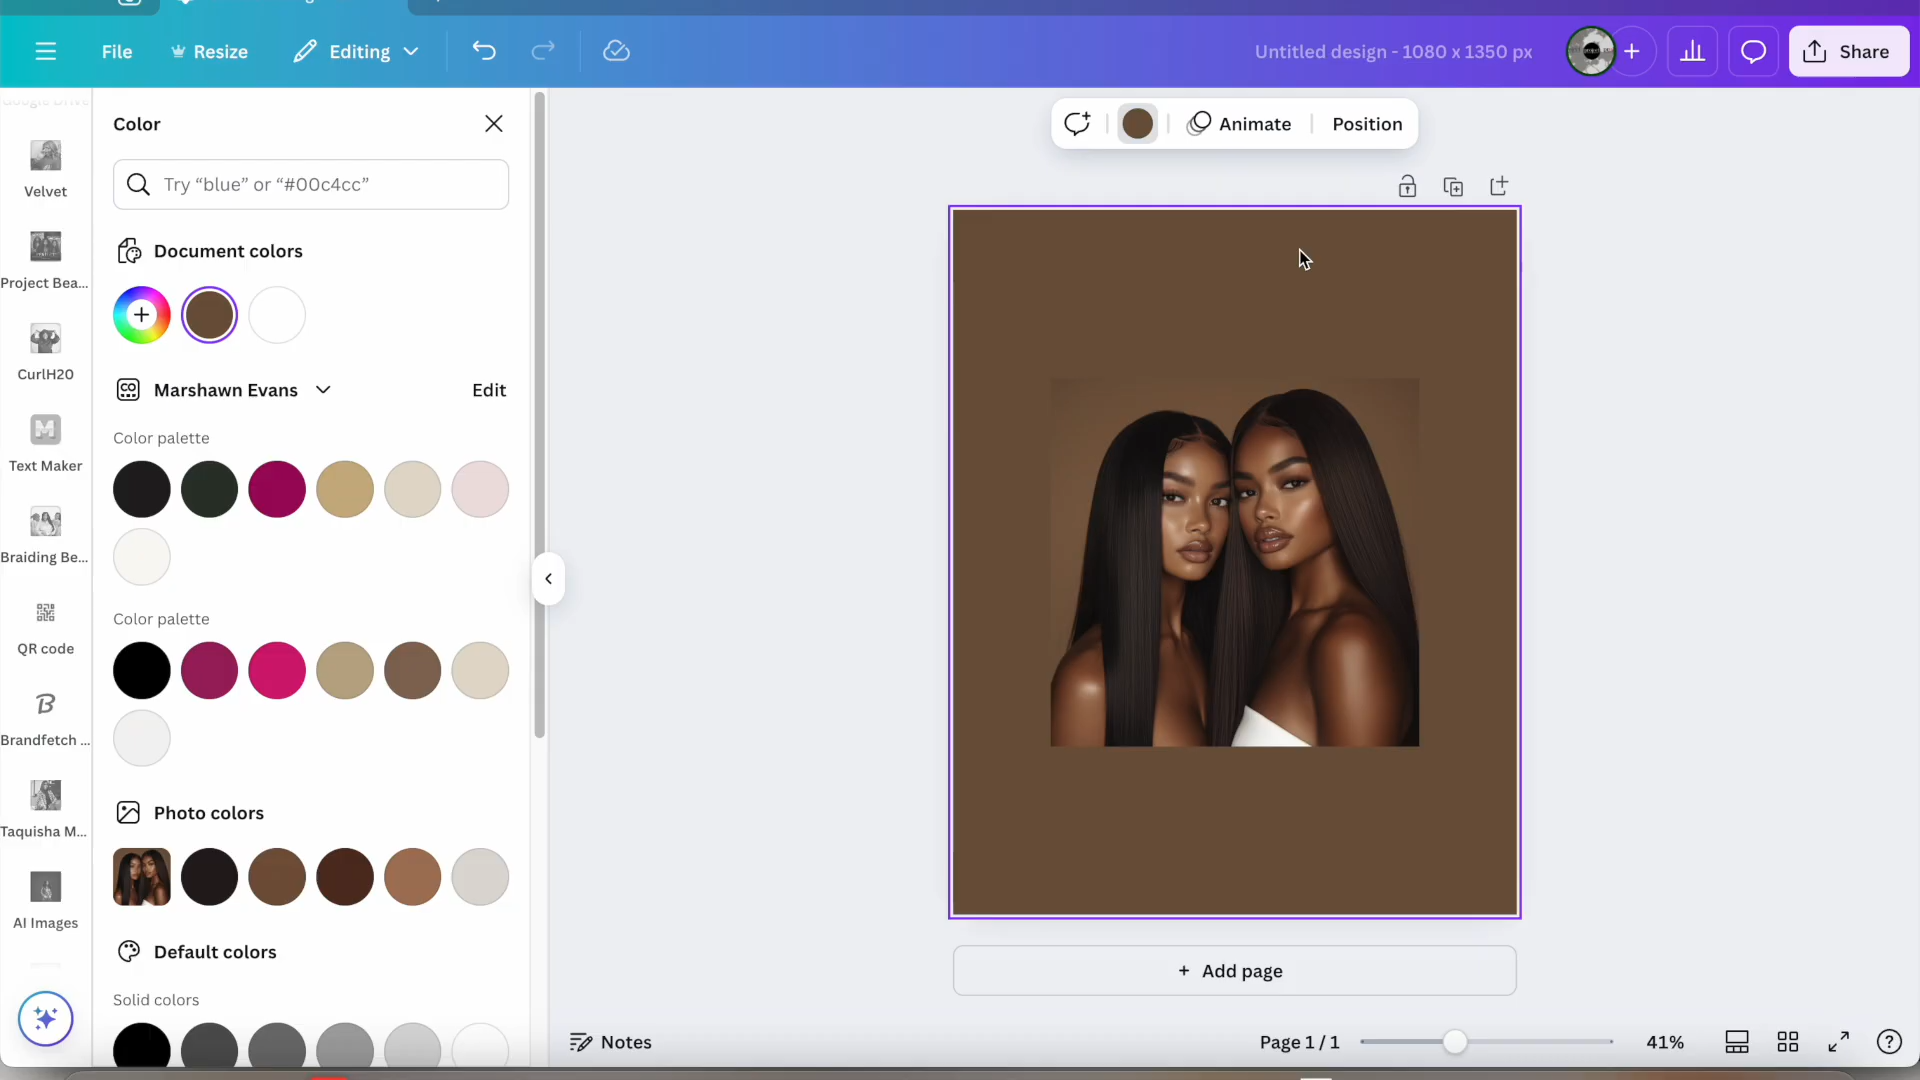 File
Resize
Editing
Untitled design - 1080 x 1350 px
Share
Google Drive
Velvet
Project Bea...
CurlH20
Text Maker
Braiding Be...
QR code
Brandfetch ...
Taquisha M...
AI Images
Color
Try “blue” or “#00c4cc”
Document colors
Marshawn Evans
Edit
Color palette
Color palette
Photo colors
Default colors
Solid colors
Animate
Position
+ Add page
Notes
Page 1 / 1
41%